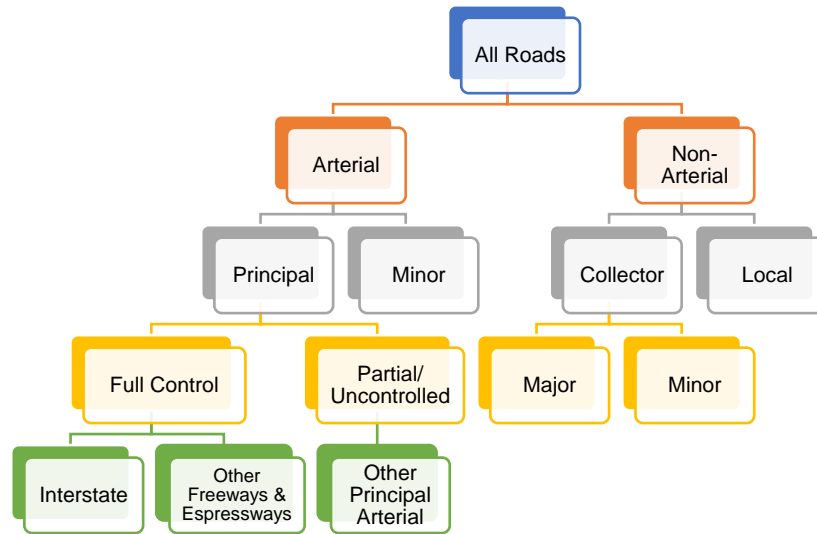 All Roads
Arterial
Non-
Arterial
Principal
Minor
Collector
Local
Full Control
Partial/
Uncontrolled
Major
Minor
Interstate
Other
Freeways &
Espressways
Other
Principal
Arterial